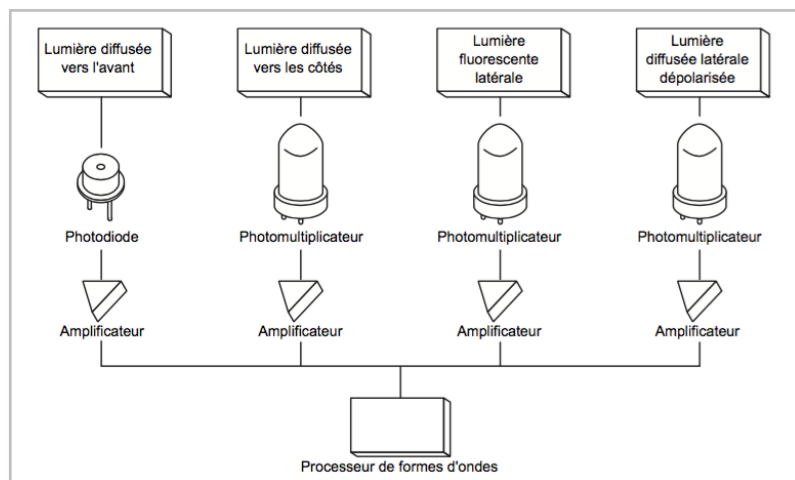 Lumière diffusée
vers l'avant
Lumière diffusée
vers les côtés
Lumière
fluorescente
latérale
Lumière
diffusée latérale
dépolarisée
Photodiode
Photomultiplicateur
Photomultiplicateur
Photomultiplicateur
Amplificateur
Amplificateur
Amplificateur
Amplificateur
Processeur de formes d'ondes